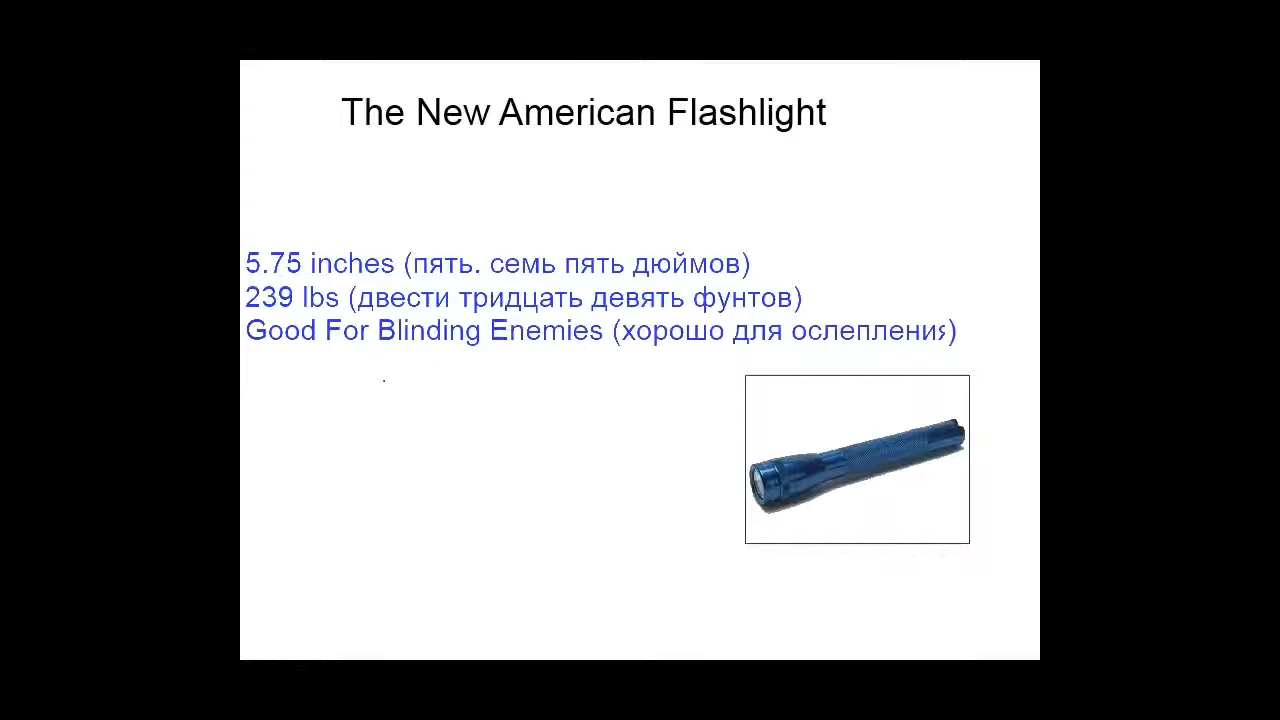 The New American Flashlight
5.75 inches (пять. семь пять дюймов)
239 lbs (двести тридцать девять фунтов)
Good For Blinding Enemies (хорошо для ослепления)